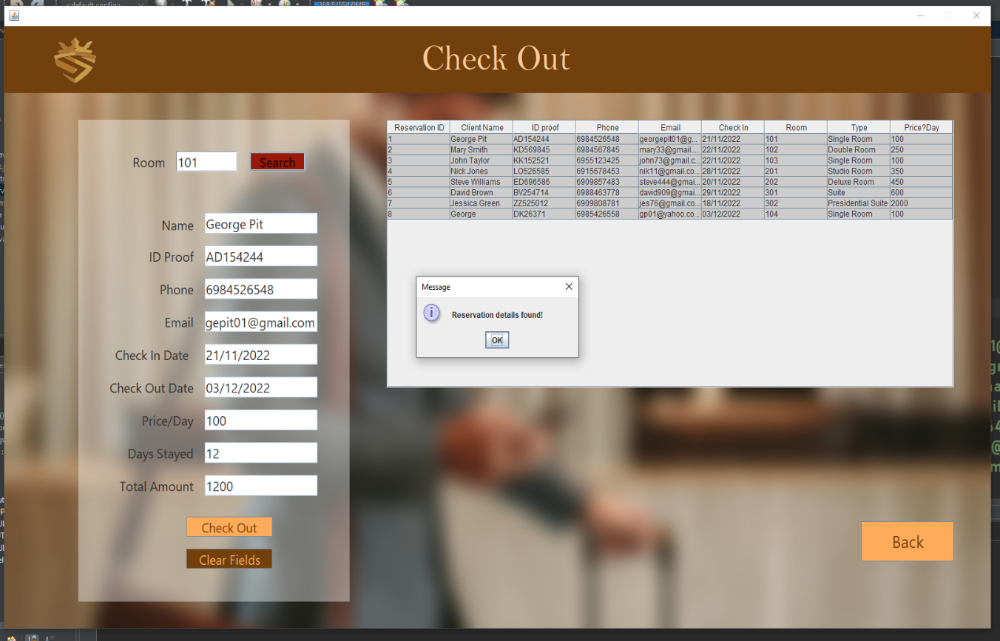 <default config>
368.5/554.0MB
Check Out
Room 101 Search
Name George Pit
ID Proof AD154244
Phone 6984526548
Email gepit01@gmail.com
Check In Date 21/11/2022
Check Out Date 03/12/2022
Price/Day 100
Days Stayed 12
Total Amount 1200
Check Out
Clear Fields
Reservation ID Client Name ID proof Phone Email Check In Room Type Price?Day
1 George Pit AD154244 6984526548 georgepit01@g... 21/11/2022 101 Single Room 100
2 Mary Smith KD569845 6984567845 mary33@gmail.... 22/11/2022 102 Double Room 250
3 John Taylor KK152521 6955123425 john73@gmail.c... 22/11/2022 103 Single Room 100
4 Nick Jones LO526585 6915678453 nik11@gmail.co... 28/11/2022 201 Studio Room 350
5 Steve Williams ED696586 6909857483 steve444@gmai... 20/11/2022 202 Deluxe Room 450
6 David Brown BV254714 6988463778 david909@gmai... 29/11/2022 301 Suite 600
7 Jessica Green ZZ525012 6909808781 jes76@gmail.co... 18/11/2022 302 Presidential Suite 2000
8 George DK26371 6985426558 gp01@yahoo.co... 03/12/2022 104 Single Room 100
Message
Reservation details found!
OK
Back